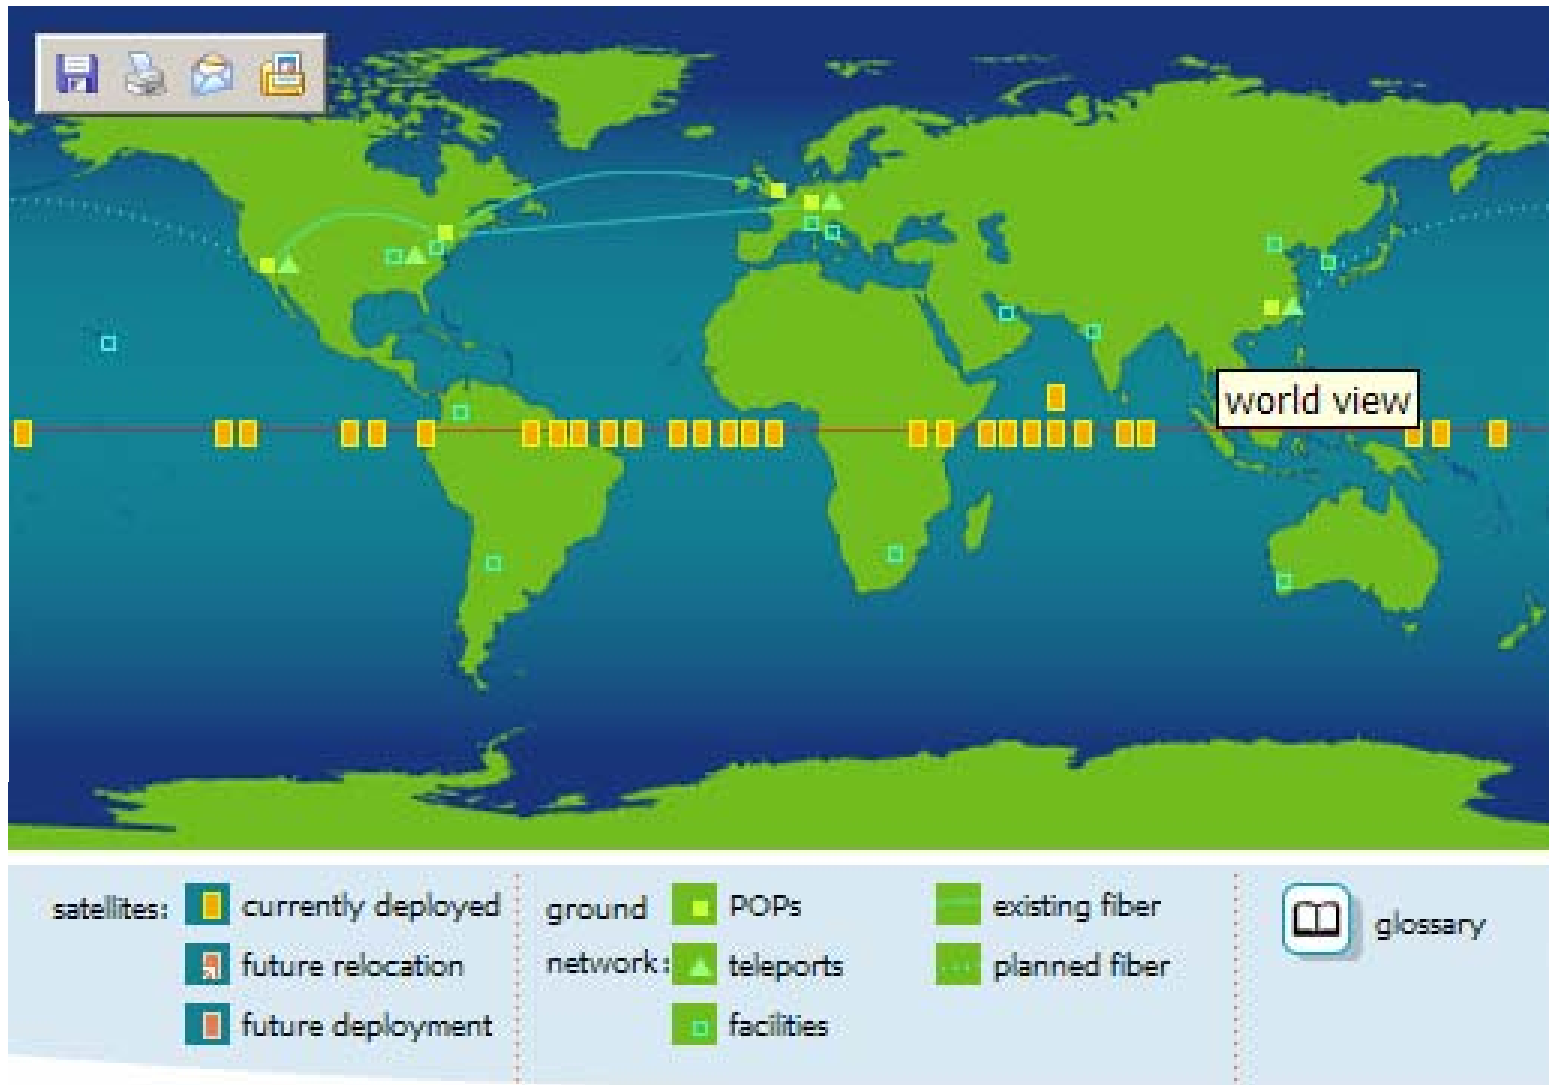 world view
satellites:
currently deployed
future relocation
future deployment
ground
network:
POPs
teleports
facilities
existing fiber
planned fiber
glossary